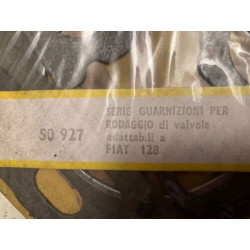 SERIE GUARNIZIONI PER
50 927
RODAGGIO di valvole
adattabili a
FIAT 128